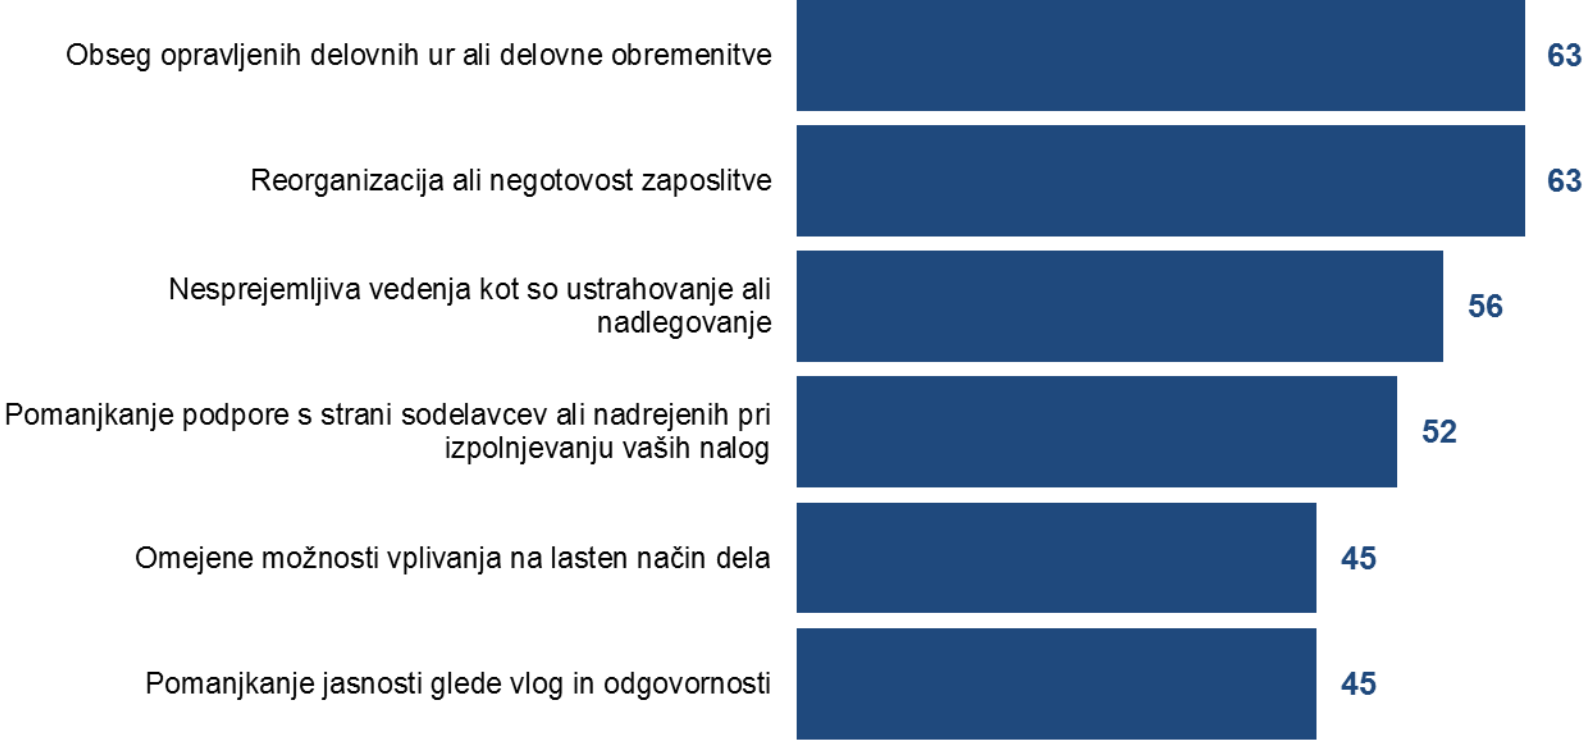 Obseg opravljenih delovnih ur ali delovne obremenitve
63
Reorganizacija ali negotovost zaposlitve
63
Nesprejemljiva vedenja kot so ustrahovanje ali
nadlegovanje
56
Pomanjkanje podpore s strani sodelavcev ali nadrejenih pri
izpolnjevanju vaših nalog
52
Omejene možnosti vplivanja na lasten način dela
45
Pomanjkanje jasnosti glede vlog in odgovornosti
45